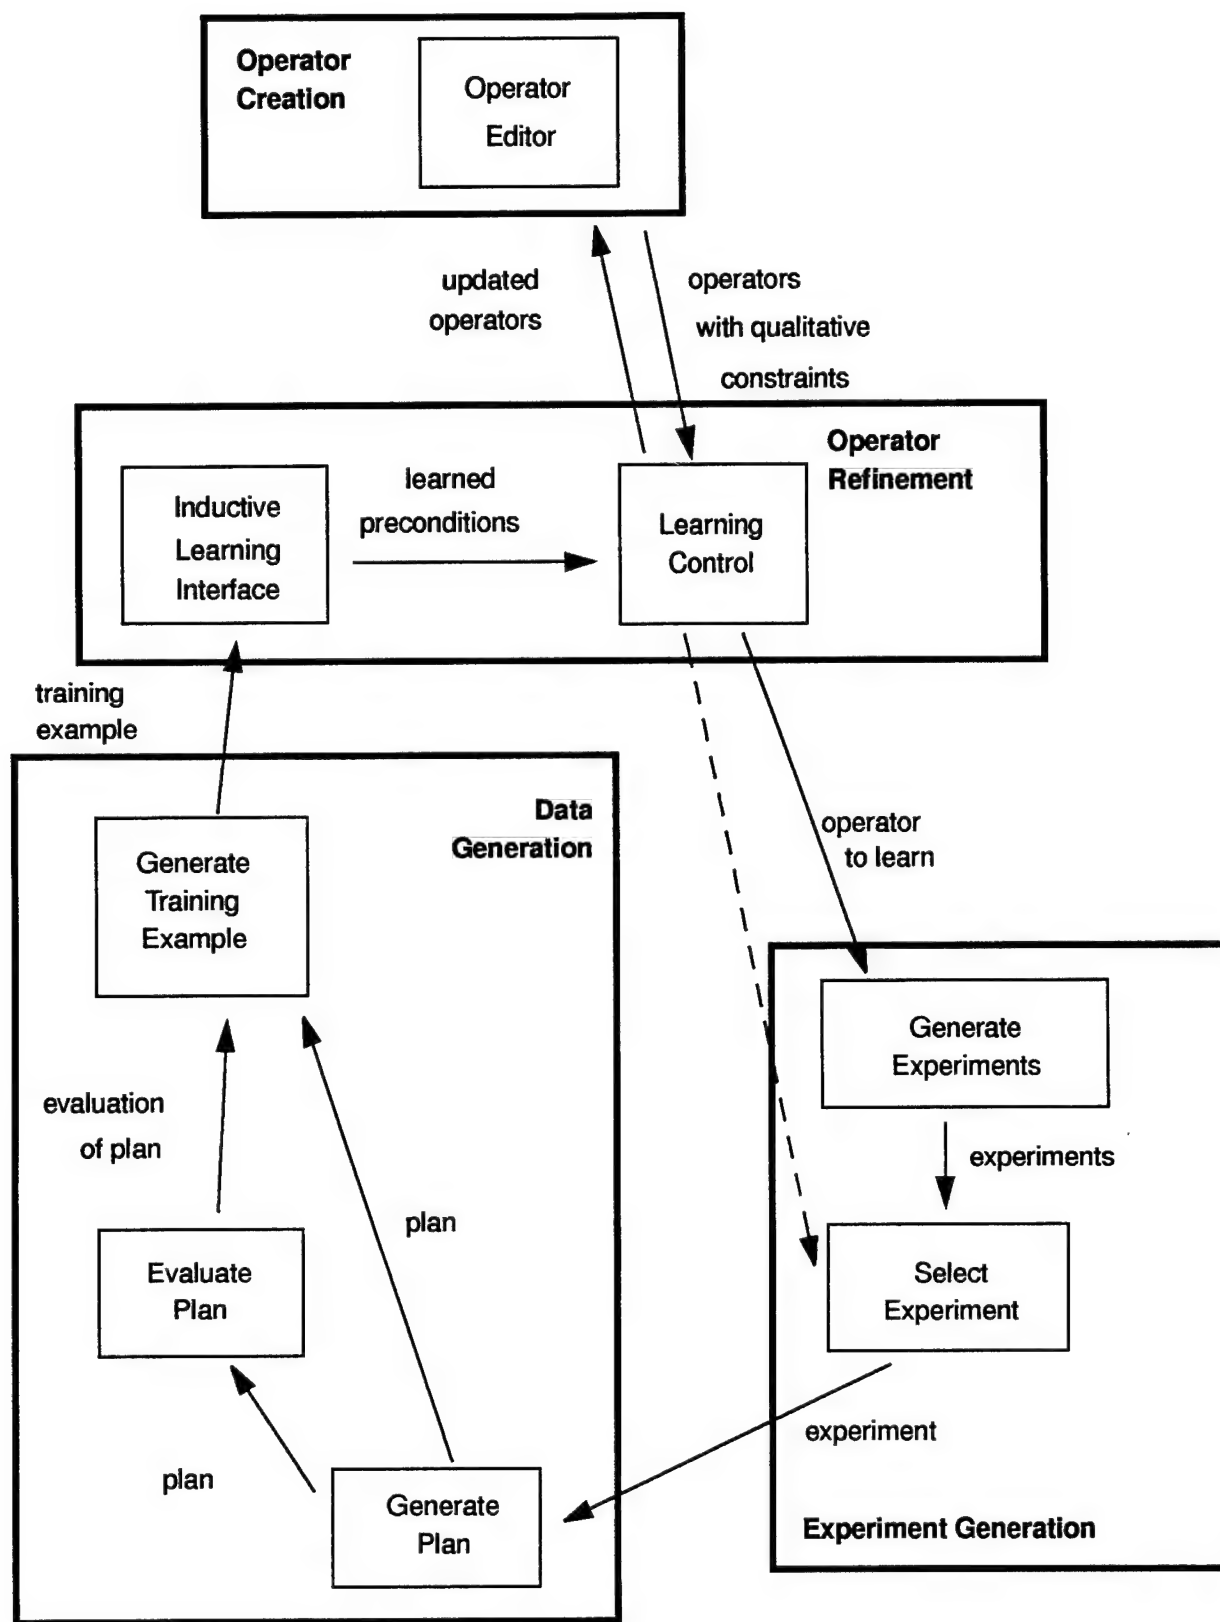 Operator
Creation
Operator
Editor
updated
operators
operators
with qualitative
constraints
Operator
Refinement
Inductive
Learning
Interface
learned
preconditions
Learning
Control
training
example
Data
Generation
Generate
Training
Example
operator
to learn
Generate
Experiments
evaluation
of plan
experiments
plan
Evaluate
Plan
Select
Experiment
experiment
plan
Generate
Plan
Experiment Generation